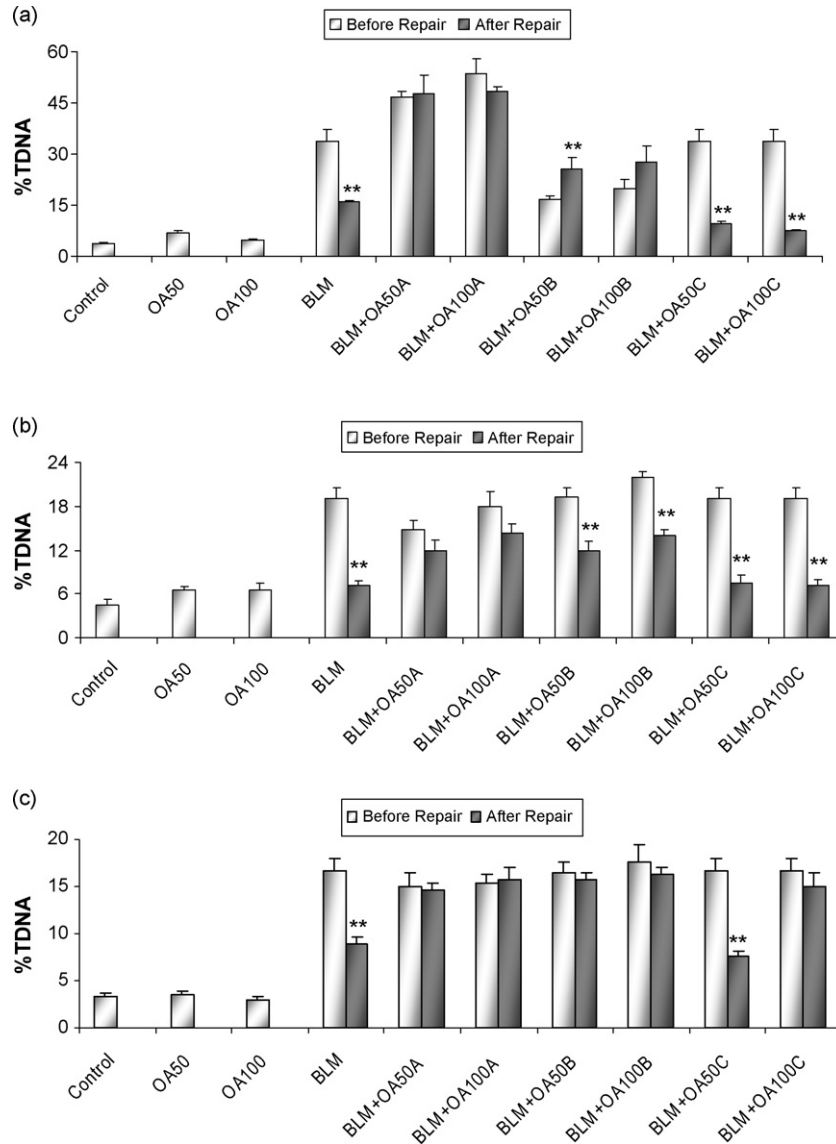 (a)
Before Repair After Repair
60
45
30
15
0
%TDNA
** ** ** **
Control OA50 OA100 BLM BLM+OA50A BLM+OA100A BLM+OA50B BLM+OA100B BLM+OA50C BLM+OA100C
(b)
Before Repair After Repair
24
18
12
6
0
%TDNA
** ** ** ** **
Control OA50 OA100 BLM BLM+OA50A BLM+OA100A BLM+OA50B BLM+OA100B BLM+OA50C BLM+OA100C
(c)
Before Repair After Repair
20
15
10
5
0
%TDNA
** **
Control OA50 OA100 BLM BLM+OA50A BLM+OA100A BLM+OA50B BLM+OA100B BLM+OA50C BLM+OA100C